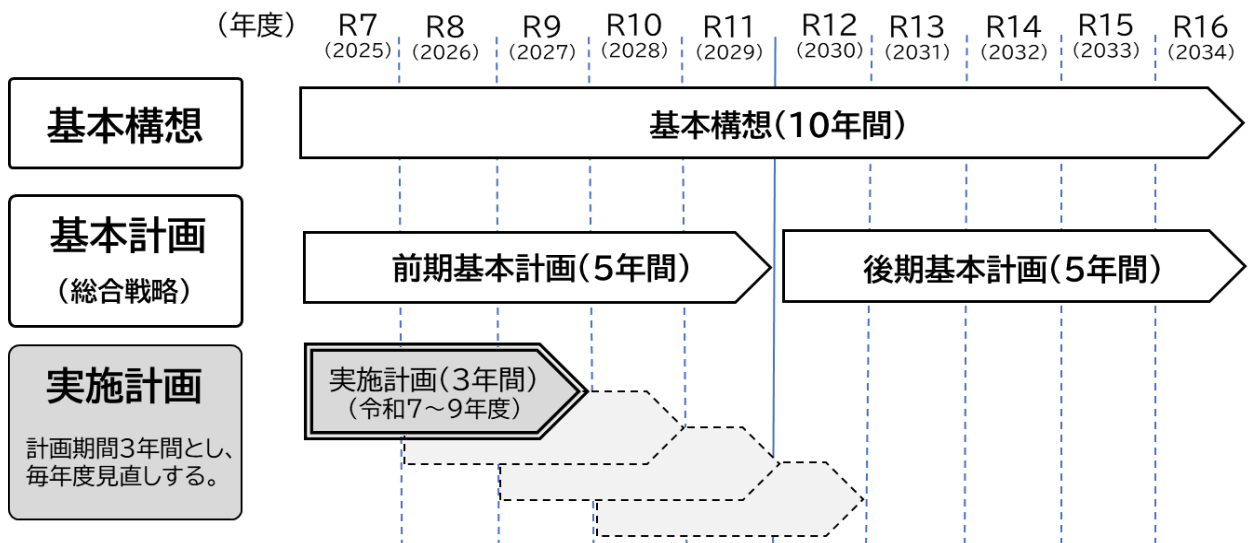 （年度） R7 R8 R9 R10 R11 R12 R13 R14 R15 R16
(2025) (2026) (2027) (2028) (2029) (2030) (2031) (2032) (2033) (2034)
基本構想
基本構想（10年間）
基本計画
（総合戦略）
前期基本計画（5年間）
後期基本計画（5年間）
実施計画
計画期間3年間とし、
毎年度見直しする。
実施計画（3年間）
（令和7～9年度）